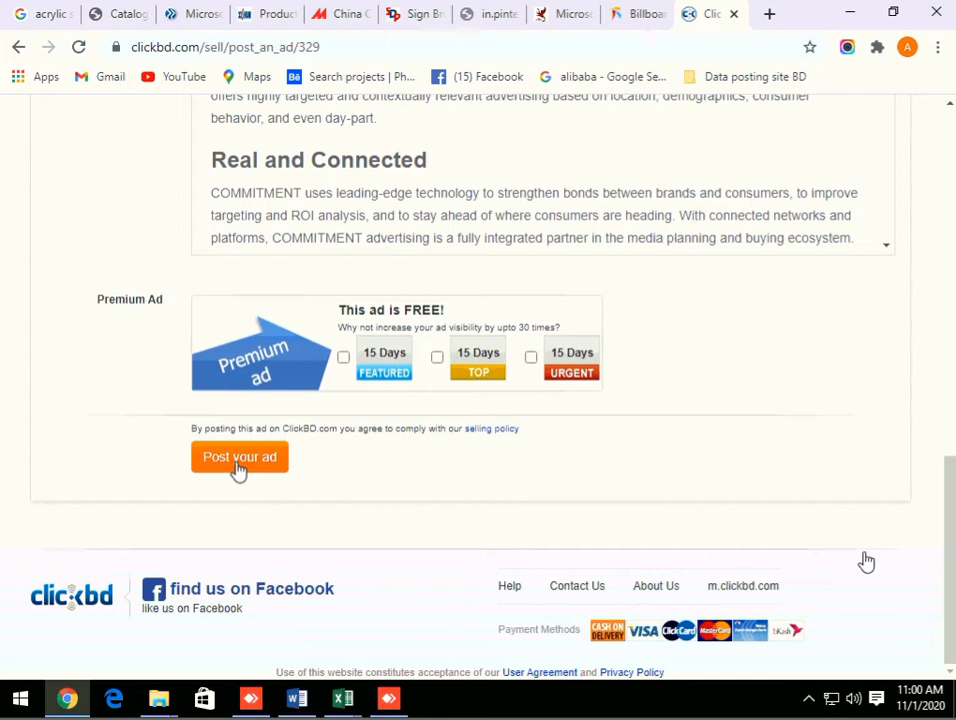 acrylic s
Catalog
Microso
Product
China C
Sign Br
in.pinte
Microso
Billboa
Clic
clickbd.com/sell/post_an_ad/329
A
Apps
Gmail
YouTube
Maps
Search projects | Ph...
(15) Facebook
alibaba - Google Se...
Data posting site BD
offers highly targeted and contextually relevant advertising based on location, demographics, consumer
behavior, and even day-part.
Real and Connected
COMMITMENT uses leading-edge technology to strengthen bonds between brands and consumers, to improve
targeting and ROI analysis, and to stay ahead of where consumers are heading. With connected networks and
platforms, COMMITMENT advertising is a fully integrated partner in the media planning and buying ecosystem.
Premium Ad
Premium
ad
This ad is FREE!
Why not increase your ad visibility by upto 30 times?
15 Days
FEATURED
15 Days
TOP
15 Days
URGENT
By posting this ad on ClickBD.com you agree to comply with our selling policy
Post your ad
clickbd
find us on Facebook
like us on Facebook
Help
Contact Us
About Us
m.clickbd.com
Payment Methods
CASH ON
DELIVERY
VISA
ClickCard
MasterCard
bKash
Use of this website constitutes acceptance of our User Agreement and Privacy Policy
11:00 AM
11/1/2020